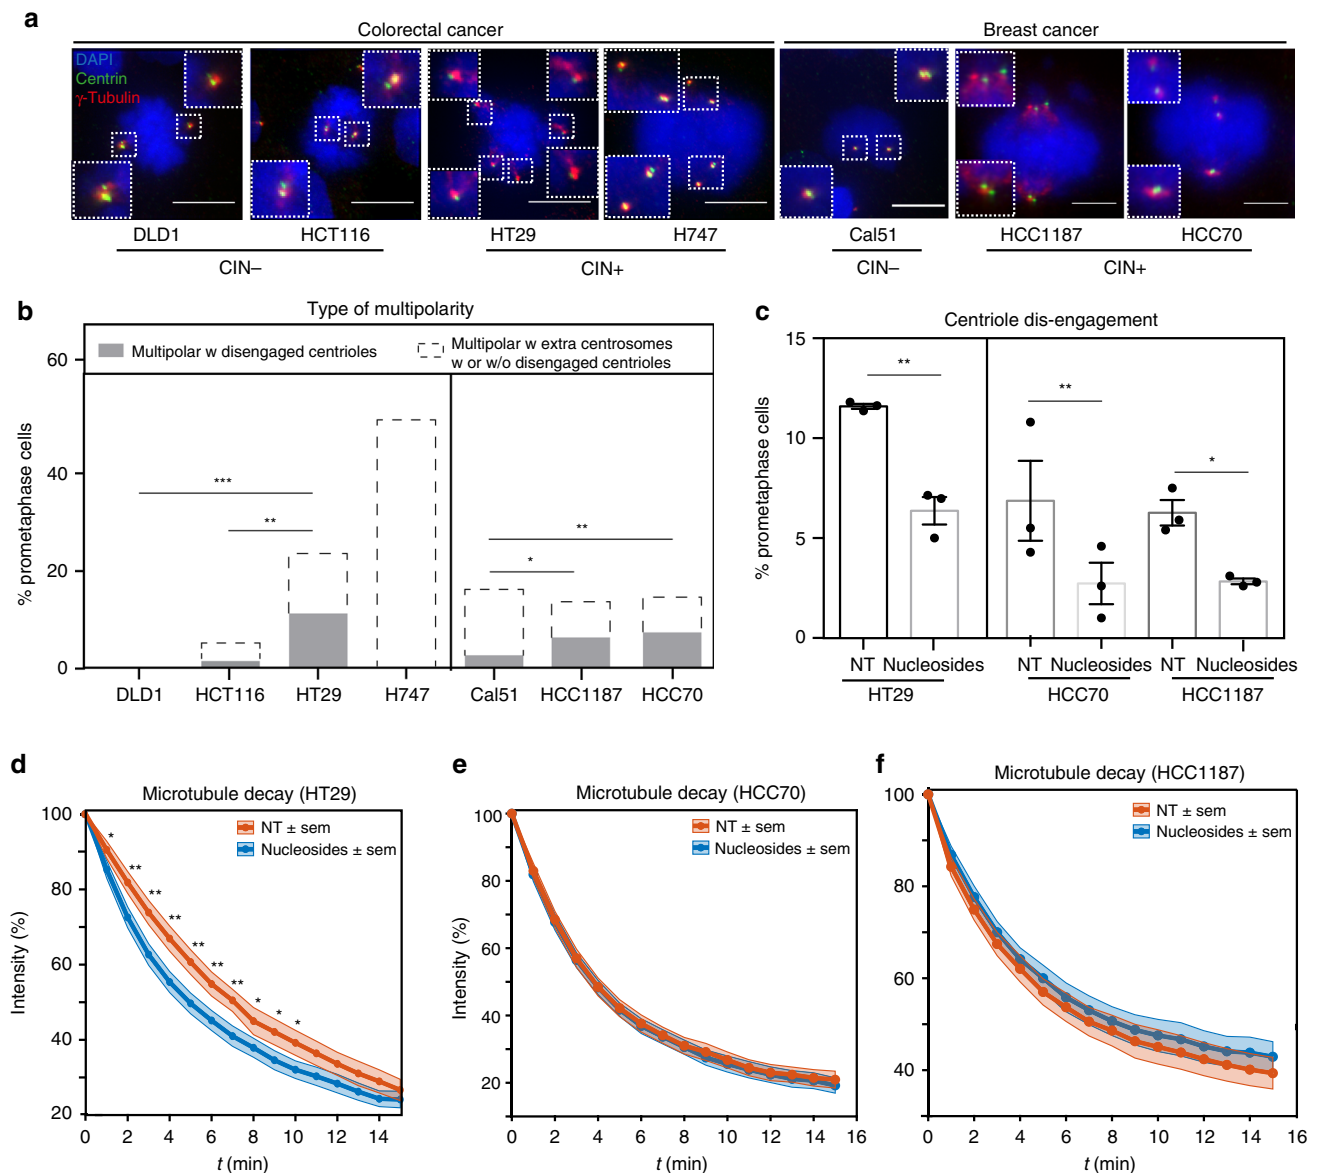 a
Colorectal cancer
Breast cancer
DAPI
Centrin
γ-Tubulin
DLD1
HCT116
HT29
H747
Cal51
HCC1187
HCC70
CIN–
CIN+
CIN–
CIN+
b
Type of multipolarity
Multipolar w disengaged centrioles
Multipolar w extra centrosomes
w or w/o disengaged centrioles
% prometaphase cells
60
40
20
0
***
**
*
**
DLD1
HCT116
HT29
H747
Cal51
HCC1187
HCC70
c
Centriole dis-engagement
% prometaphase cells
15
10
5
0
**
**
*
NT Nucleosides
NT Nucleosides
NT Nucleosides
HT29
HCC70
HCC1187
d
Microtubule decay (HT29)
NT ± sem
Nucleosides ± sem
Intensity (%)
100
80
60
40
20
*
**
**
**
**
**
**
*
*
*
0 2 4 6 8 10 12 14
t (min)
e
Microtubule decay (HCC70)
NT ± sem
Nucleosides ± sem
Intensity (%)
100
80
60
40
20
0 2 4 6 8 10 12 14 16
t (min)
f
Microtubule decay (HCC1187)
NT ± sem
Nucleosides ± sem
100
80
60
40
0 2 4 6 8 10 12 14 16
t (min)